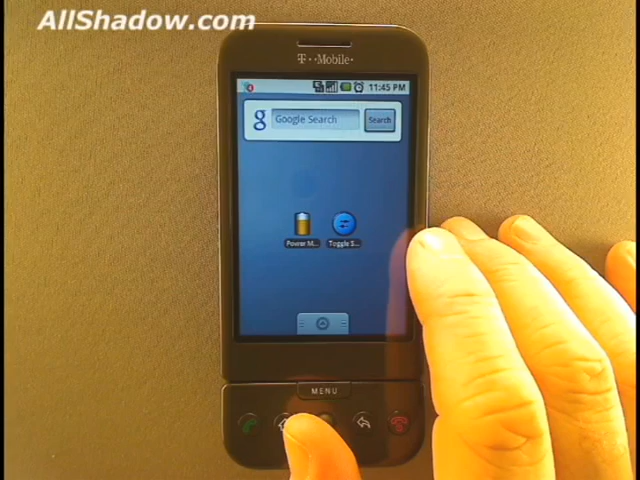 AllShadow.com
T··Mobile·
11:45 PM
g Google Search Search
Power M... Toggle S...
MENU